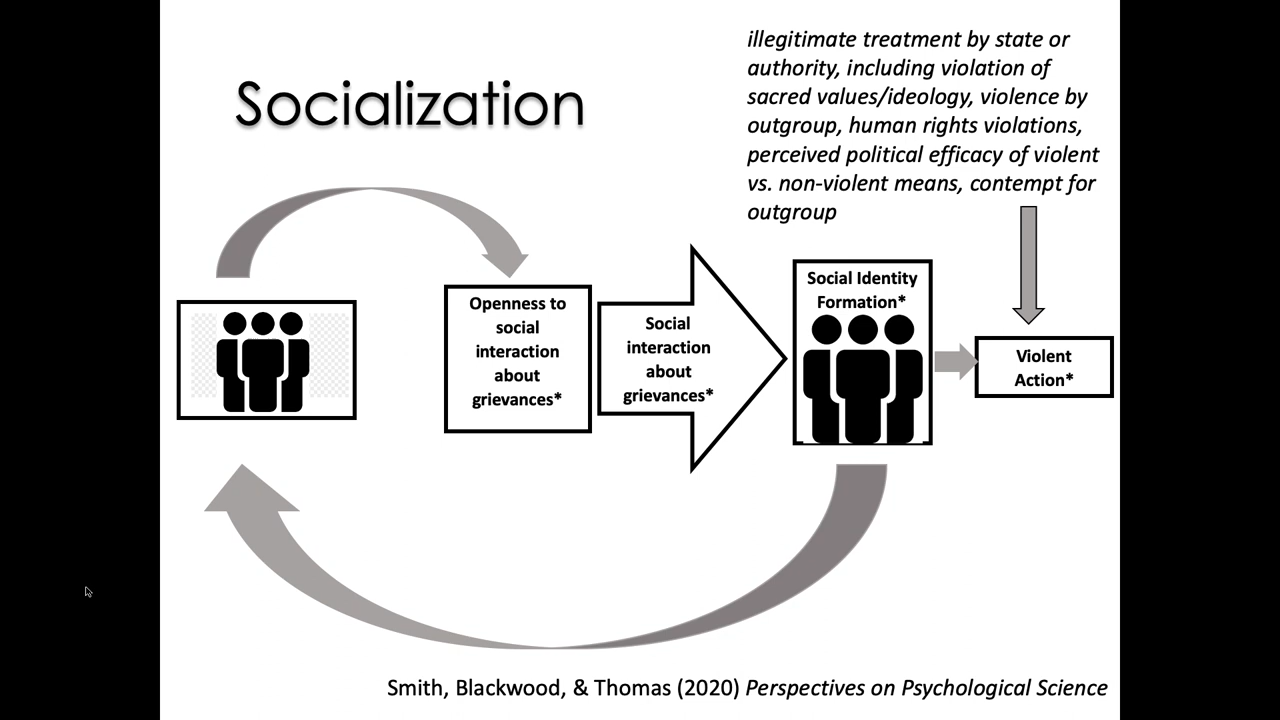 Socialization
illegitimate treatment by state or
authority, including violation of
sacred values/ideology, violence by
outgroup, human rights violations,
perceived political efficacy of violent
vs. non-violent means, contempt for
outgroup
Openness to
social
interaction
about
grievances*
Social
interaction
about
grievances*
Social Identity
Formation*
Violent
Action*
Smith, Blackwood, & Thomas (2020) Perspectives on Psychological Science